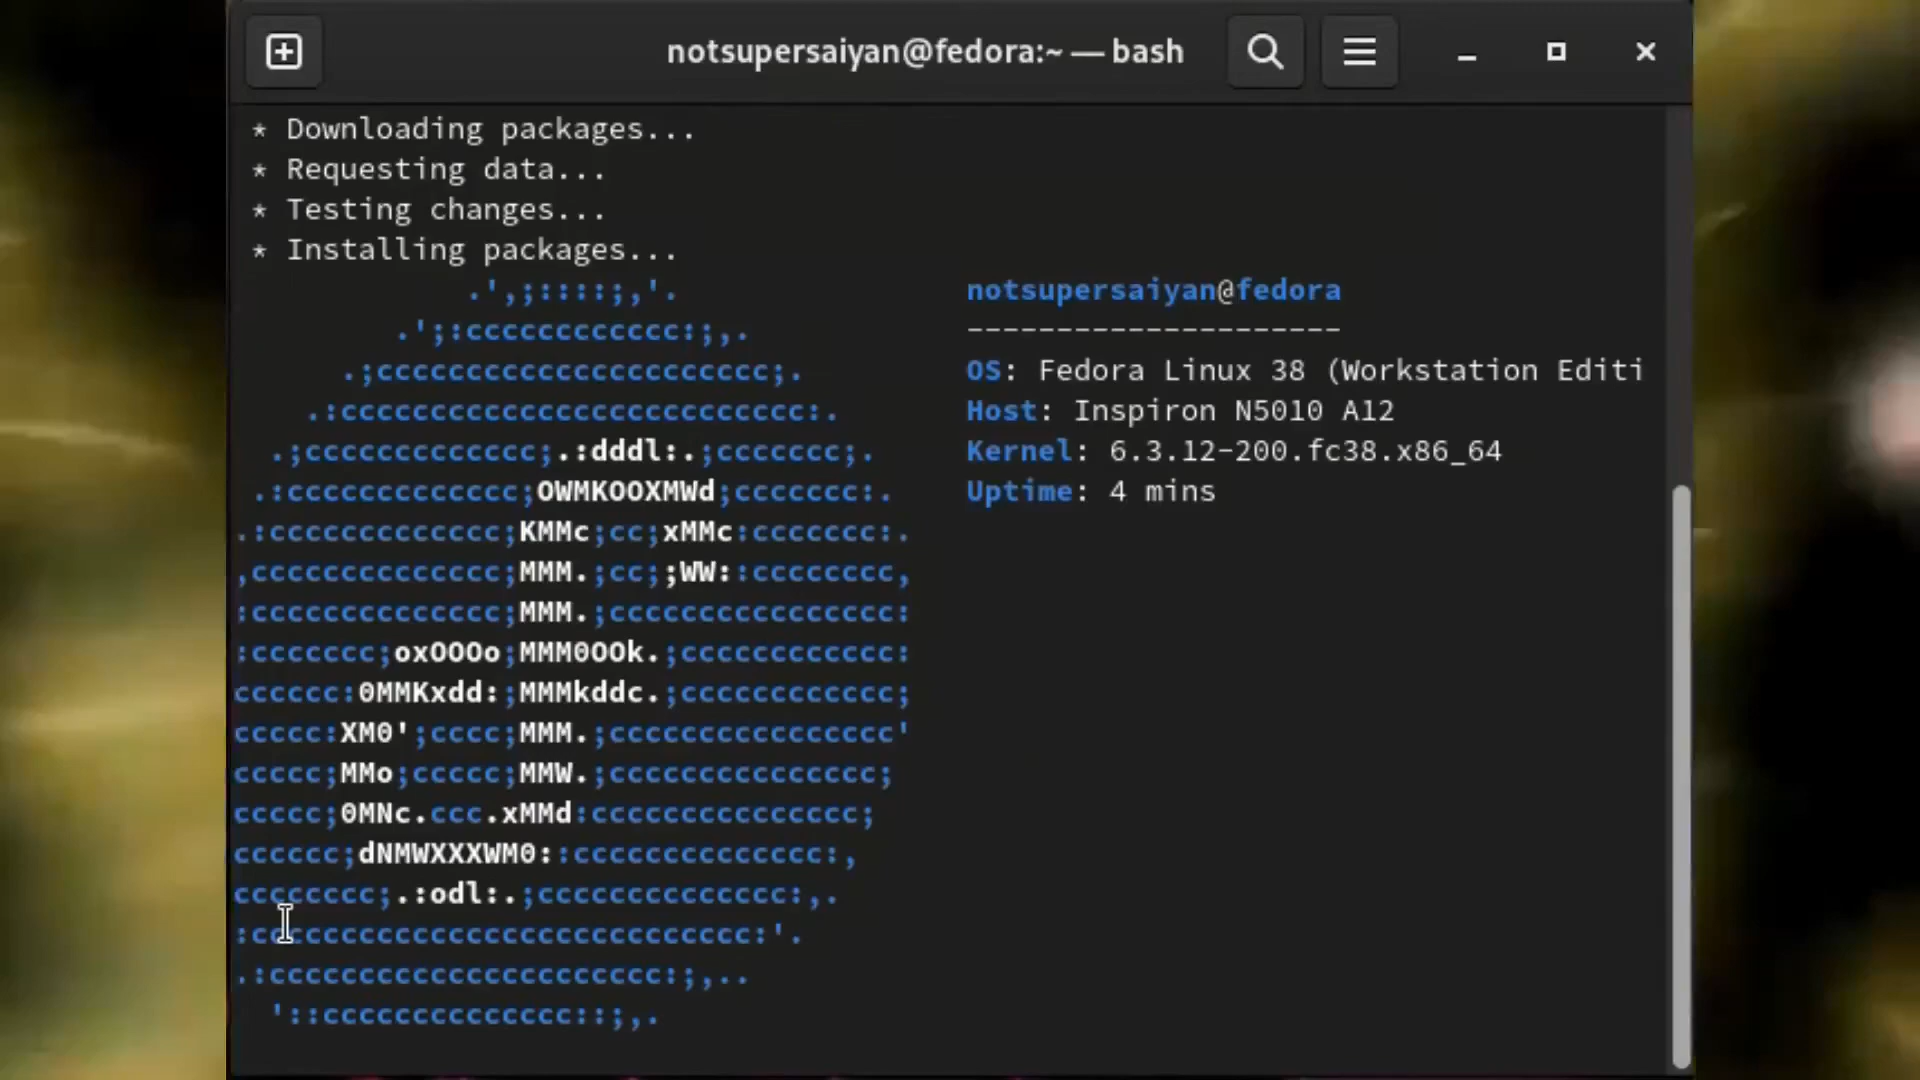 notsupersaiyan@fedora:~ — bash
* Downloading packages...
* Requesting data...
* Testing changes...
* Installing packages...
.',;::::;,'. notsupersaiyan@fedora
.';:cccccccccccc:;,. ---------------------
.;cccccccccccccccccccccc;. OS: Fedora Linux 38 (Workstation Editi
.:cccccccccccccccccccccccccc:. Host: Inspiron N5010 A12
.;ccccccccccccc;.:dddl:.;ccccccc;. Kernel: 6.3.12-200.fc38.x86_64
.:ccccccccccccc;OWMKOOXMWd;ccccccc:. Uptime: 4 mins
.:ccccccccccccc;KMMc;cc;xMMc:ccccccc:.
,cccccccccccccc;MMM.;cc;;WW::cccccccc,
:cccccccccccccc;MMM.;cccccccccccccccc:
:ccccccc;oxOOOo;MMM0OOk.;cccccccccccc:
cccccc:0MMKxdd:;MMMkddc.;cccccccccccc;
ccccc:XM0';cccc;MMM.;cccccccccccccccc'
ccccc;MMo;ccccc;MMW.;ccccccccccccccc;
ccccc;0MNc.ccc.xMMd:ccccccccccccccc;
cccccc;dNMWXXXWM0::cccccccccccccc:,
cccccccc;.:odl:.;cccccccccccccc:,.
:cccccccccccccccccccccccccccc:'.
.:cccccccccccccccccccccc:;,..
'::cccccccccccccc::;,.